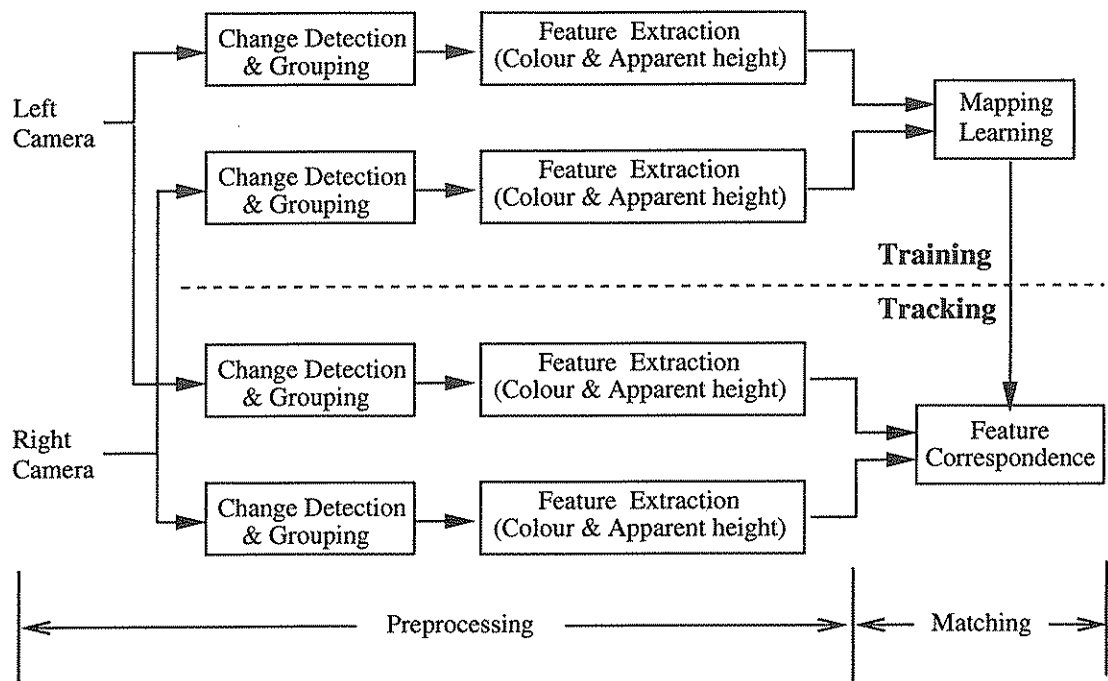 Change Detection
& Grouping
Feature Extraction
(Colour & Apparent height)
Left
Camera
Mapping
Learning
Change Detection
& Grouping
Feature Extraction
(Colour & Apparent height)
Training
Tracking
Change Detection
& Grouping
Feature Extraction
(Colour & Apparent height)
Right
Camera
Feature
Correspondence
Change Detection
& Grouping
Feature Extraction
(Colour & Apparent height)
Preprocessing
Matching